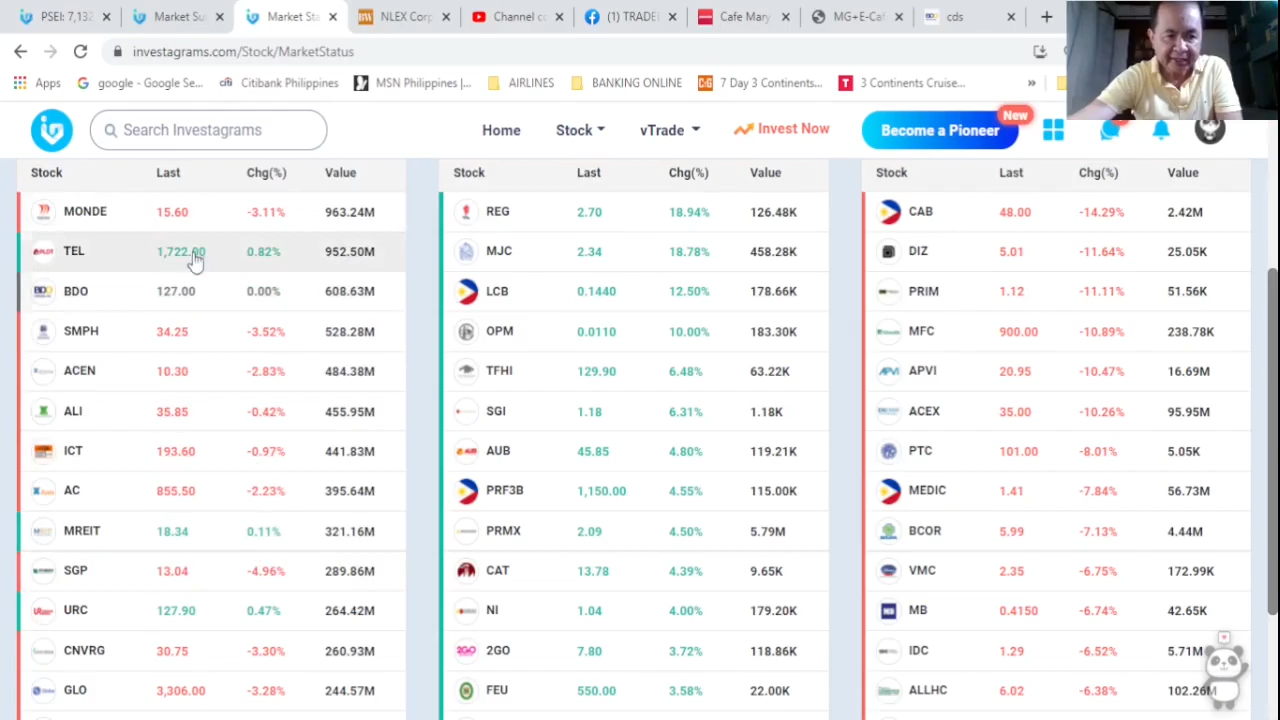 PSEI: 7,132
Market Su
Market Sta
NLEX Corp
Channel co
(1) TRADE
Cafe Mary
MG+E-Caf
cds
investagrams.com/Stock/MarketStatus
Apps google - Google Se... Citibank Philippines MSN Philippines |... AIRLINES BANKING ONLINE 7 Day 3 Continents... 3 Continents Cruise... »
Search Investagrams Home Stock vTrade Invest Now Become a Pioneer New
Stock Last Chg(%) Value
MONDE 15.60 -3.11% 963.24M
TEL 1,722.00 0.82% 952.50M
BDO 127.00 0.00% 608.63M
SMPH 34.25 -3.52% 528.28M
ACEN 10.30 -2.83% 484.38M
ALI 35.85 -0.42% 455.95M
ICT 193.60 -0.97% 441.83M
AC 855.50 -2.23% 395.64M
MREIT 18.34 0.11% 321.16M
SGP 13.04 -4.96% 289.86M
URC 127.90 0.47% 264.42M
CNVRG 30.75 -3.30% 260.93M
GLO 3,306.00 -3.28% 244.57M
Stock Last Chg(%) Value
REG 2.70 18.94% 126.48K
MJC 2.34 18.78% 458.28K
LCB 0.1440 12.50% 178.66K
OPM 0.0110 10.00% 183.30K
TFHI 129.90 6.48% 63.22K
SGI 1.18 6.31% 1.18K
AUB 45.85 4.80% 119.21K
PRF3B 1,150.00 4.55% 115.00K
PRMX 2.09 4.50% 5.79M
CAT 13.78 4.39% 9.65K
NI 1.04 4.00% 179.20K
2GO 7.80 3.72% 118.86K
FEU 550.00 3.58% 22.00K
Stock Last Chg(%) Value
CAB 48.00 -14.29% 2.42M
DIZ 5.01 -11.64% 25.05K
PRIM 1.12 -11.11% 51.56K
MFC 900.00 -10.89% 238.78K
APVI 20.95 -10.47% 16.69M
ACEX 35.00 -10.26% 95.95M
PTC 101.00 -8.01% 5.05K
MEDIC 1.41 -7.84% 56.73M
BCOR 5.99 -7.13% 4.44M
VMC 2.35 -6.75% 172.99K
MB 0.4150 -6.74% 42.65K
IDC 1.29 -6.52% 5.71M
ALLHC 6.02 -6.38% 102.26M